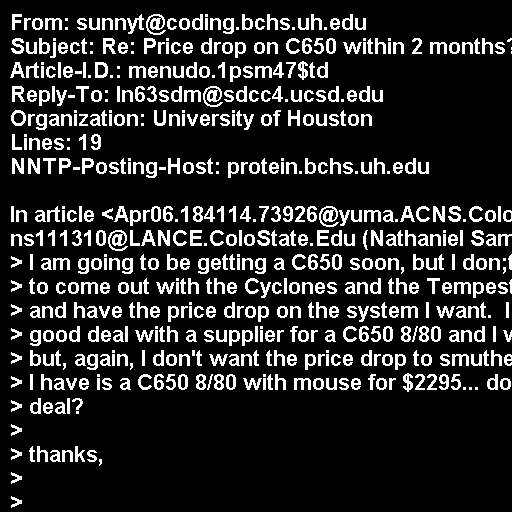 From: sunnyt@coding.bchs.uh.edu
Subject: Re: Price drop on C650 within 2 months?
Article-I.D.: menudo.1psm47$td
Reply-To: ln63sdm@sdcc4.ucsd.edu
Organization: University of Houston
Lines: 19
NNTP-Posting-Host: protein.bchs.uh.edu

In article <Apr06.184114.73926@yuma.ACNS.Colo
ns111310@LANCE.ColoState.Edu (Nathaniel Sam
> I am going to be getting a C650 soon, but I don;t
> to come out with the Cyclones and the Tempest
> and have the price drop on the system I want.  I
> good deal with a supplier for a C650 8/80 and I w
> but, again, I don't want the price drop to smuthe
> I have is a C650 8/80 with mouse for $2295... do
> deal?
>
> thanks,
>
>